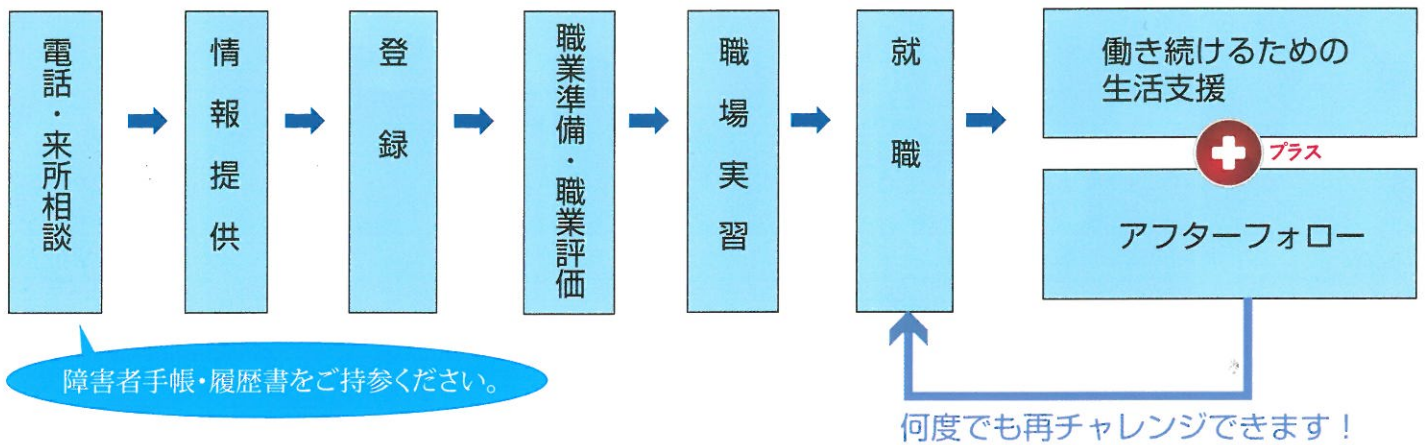 電話・来所相談
情報提供
登録
職業準備・職業評価
職場実習
就職
働き続けるための
生活支援
プラス
アフターフォロー
障害者手帳・履歴書をご持参ください。
何度でも再チャレンジできます！